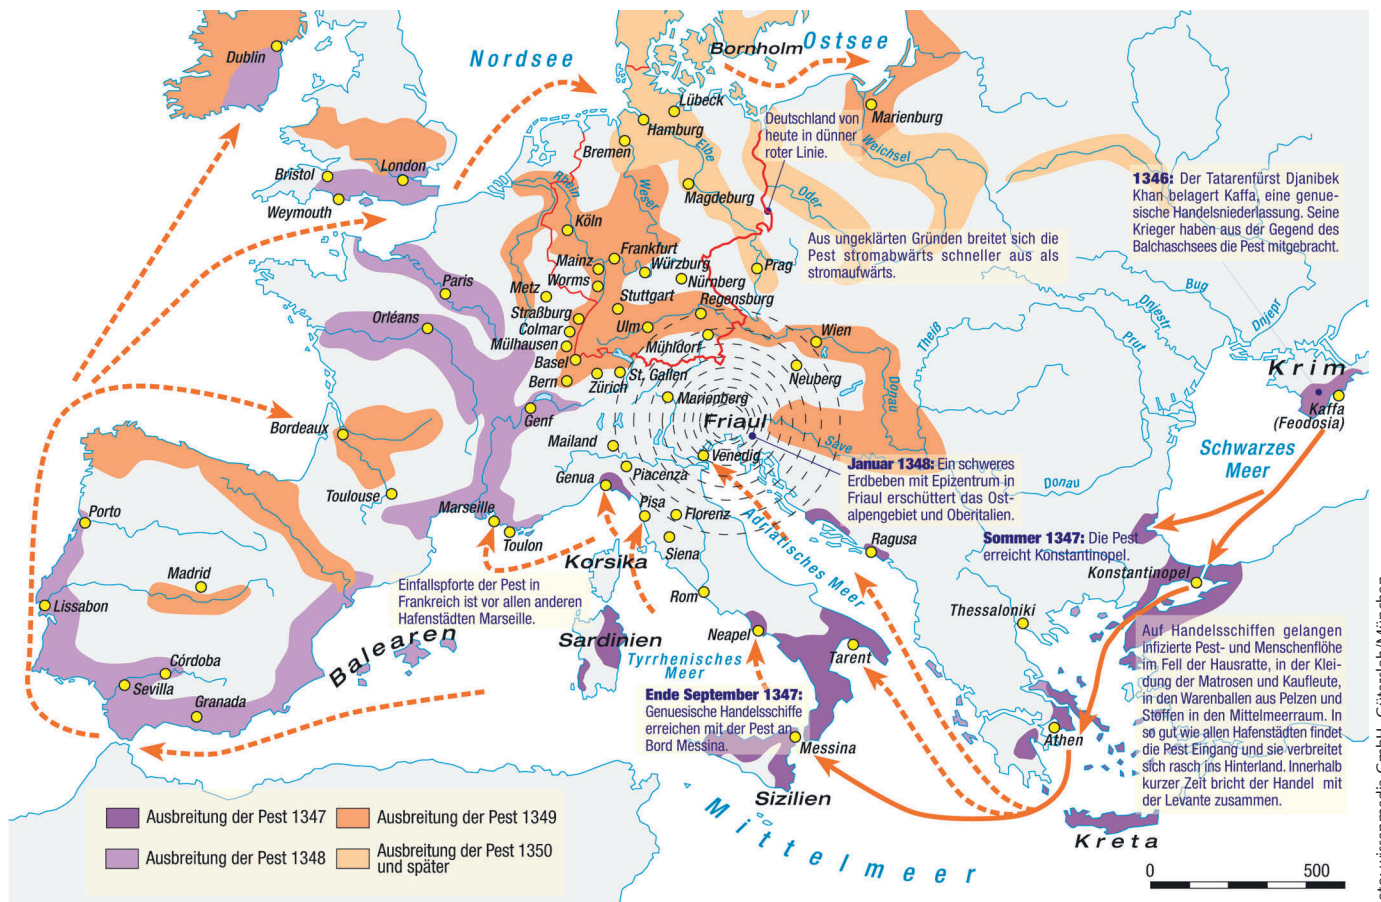 Nordsee
Ostsee
Bornholm
Dublin
Lübeck
Hamburg
Bremen
Marienburg
Deutschland von
heute in dünner
roter Linie.
Elbe
Weichsel
Oder
Weser
Rhein
Magdeburg
Bristol
London
Weymouth
1346: Der Tatarenfürst Djanibek
Khan belagert Kaffa, eine genue-
sische Handelsniederlassung. Seine
Krieger haben aus der Gegend des
Balchaschsees die Pest mitgebracht.
Aus ungeklärten Gründen breitet sich die
Pest stromabwärts schneller aus als
stromaufwärts.
Köln
Frankfurt
Mainz
Würzburg
Prag
Worms
Nürnberg
Metz
Paris
Stuttgart
Regensburg
Straßburg
Orléans
Colmar
Ulm
Mülhausen
Mühldorf
Wien
Basel
Bern
Zürich
St. Gallen
Neuberg
Marienberg
Genf
Friaul
Donau
Save
Theiß
Bug
Dnjestr
Dnjepr
Prut
Krim
Kaffa
(Feodosia)
Schwarzes
Meer
Donau
Bordeaux
Toulouse
Mailand
Venedig
Genua
Piacenza
Pisa
Florenz
Siena
Marseille
Toulon
Korsika
Rom
Januar 1348: Ein schweres
Erdbeben mit Epizentrum in
Friaul erschüttert das Ost-
alpengebiet und Oberitalien.
Adriatisches Meer
Ragusa
Sommer 1347: Die Pest
erreicht Konstantinopel.
Konstantinopel
Thessaloniki
Porto
Madrid
Lissabon
Córdoba
Sevilla
Granada
Balearen
Einfallspforte der Pest in
Frankreich ist vor allen anderen
Hafenstädten Marseille.
Sardinien
Neapel
Tarent
Tyrrhenisches
Meer
Ende September 1347:
Genuesische Handelsschiffe
erreichen mit der Pest an
Bord Messina.
Messina
Sizilien
Athen
Kreta
Mittelmeer
Auf Handelsschiffen gelangen
infizierte Pest- und Menschenflöhe
im Fell der Hausratte, in der Klei-
dung der Matrosen und Kaufleute,
in den Warenballen aus Pelzen und
Stoffen in den Mittelmeerraum. In
so gut wie allen Hafenstädten findet
die Pest Eingang und sie verbreitet
sich rasch ins Hinterland. Innerhalb
kurzer Zeit bricht der Handel mit
der Levante zusammen.
Ausbreitung der Pest 1347
Ausbreitung der Pest 1348
Ausbreitung der Pest 1349
Ausbreitung der Pest 1350
und später
0 500
wissenmedia GmbH, Gütersloh/München